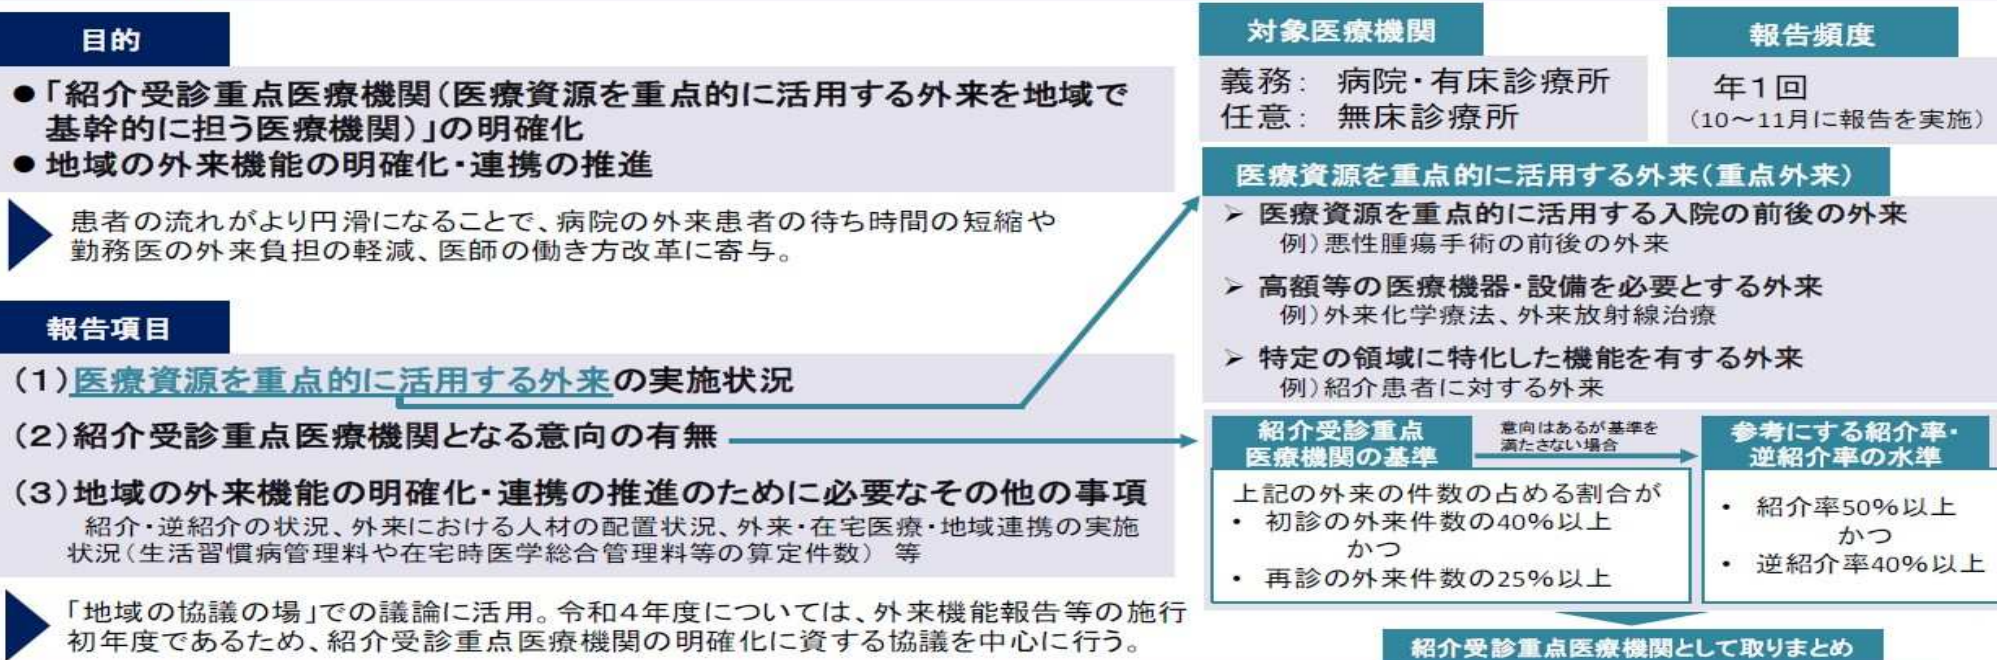 目的
●「紹介受診重点医療機関(医療資源を重点的に活用する外来を地域で
基幹的に担う医療機関)」の明確化
●地域の外来機能の明確化・連携の推進
患者の流れがより円滑になることで、病院の外来患者の待ち時間の短縮や
勤務医の外来負担の軽減、医師の働き方改革に寄与。
報告項目
(1)医療資源を重点的に活用する外来の実施状況
(2)紹介受診重点医療機関となる意向の有無
(3)地域の外来機能の明確化・連携の推進のために必要なその他の事項
紹介・逆紹介の状況、外来における人材の配置状況、外来・在宅医療・地域連携の実施
状況(生活習慣病管理料や在宅時医学総合管理料等の算定件数) 等
「地域の協議の場」での議論に活用。令和4年度については、外来機能報告等の施行
初年度であるため、紹介受診重点医療機関の明確化に資する協議を中心に行う。
対象医療機関
義務: 病院・有床診療所
任意: 無床診療所
報告頻度
年1回
(10~11月に報告を実施)
医療資源を重点的に活用する外来(重点外来)
➢ 医療資源を重点的に活用する入院の前後の外来
例)悪性腫瘍手術の前後の外来
➢ 高額等の医療機器・設備を必要とする外来
例)外来化学療法、外来放射線治療
➢ 特定の領域に特化した機能を有する外来
例)紹介患者に対する外来
紹介受診重点
医療機関の基準
上記の外来の件数の占める割合が
・ 初診の外来件数の40%以上
かつ
・ 再診の外来件数の25%以上
意向はあるが基準を
満たさない場合
参考にする紹介率・
逆紹介率の水準
・ 紹介率50%以上
かつ
・ 逆紹介率40%以上
紹介受診重点医療機関として取りまとめ